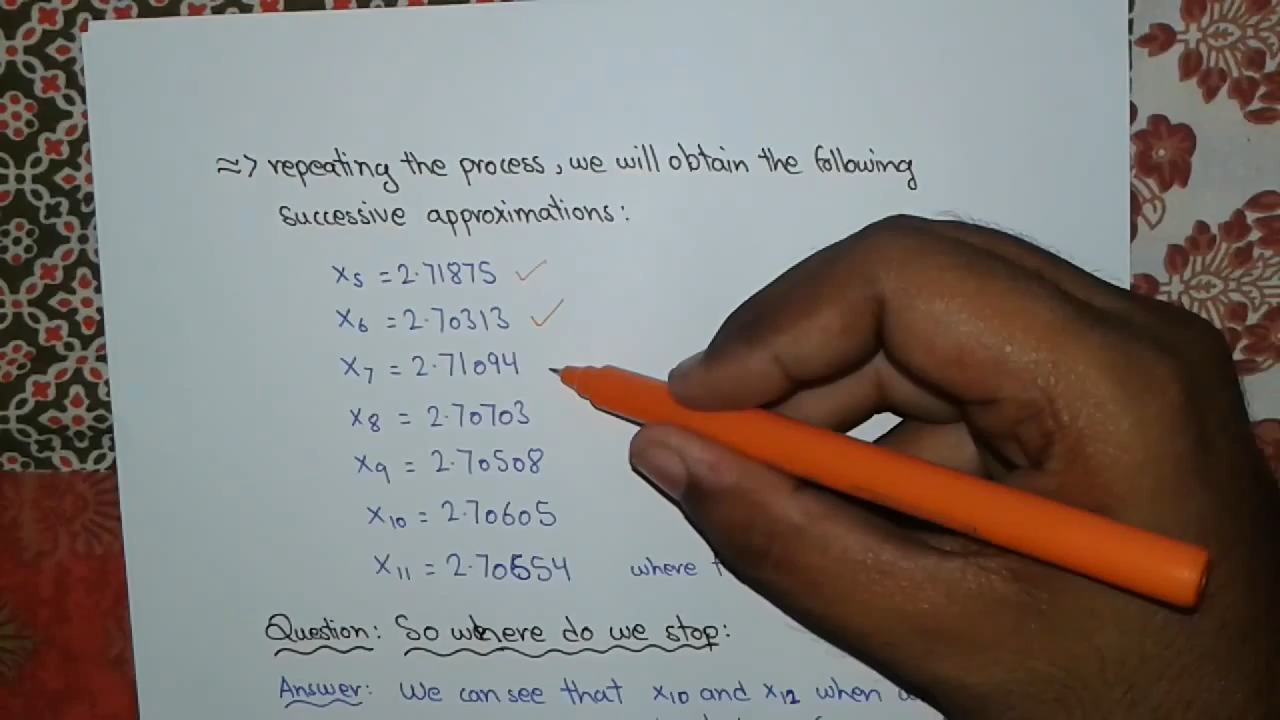 ≈> repeating the process, we will obtain the following
successive approximations:
x5 = 2.71875 ✓
x6 = 2.70313 ✓
x7 = 2.71094
x8 = 2.70703
x9 = 2.70508
x10 = 2.70605
x11 = 2.70654 where
Question: So where do we stop:
Answer: We can see that x10 and x12 when